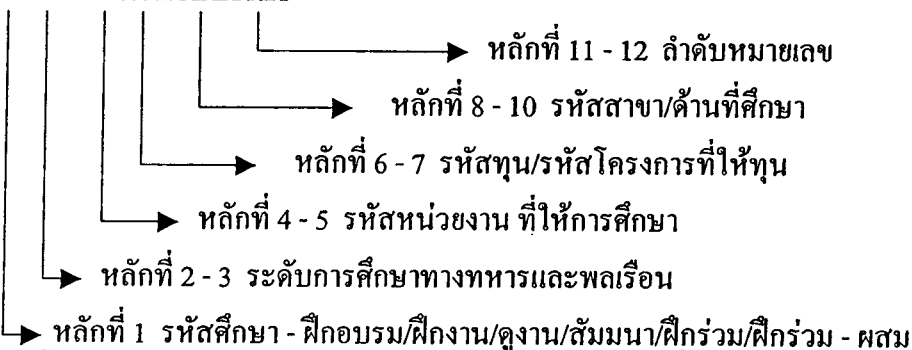 หลักที่ 11 - 12 ลำดับหมายเลข
หลักที่ 8 - 10 รหัสสาขา/ด้านที่ศึกษา
หลักที่ 6 - 7 รหัสทุน/รหัสโครงการที่ให้ทุน
หลักที่ 4 - 5 รหัสหน่วยงาน ที่ให้การศึกษา
หลักที่ 2 - 3 ระดับการศึกษาทางทหารและพลเรือน
หลักที่ 1 รหัสศึกษา - ฝึกอบรม/ฝึกงาน/ดูงาน/สัมมนา/ฝึกร่วม/ฝึกร่วม - ผสม